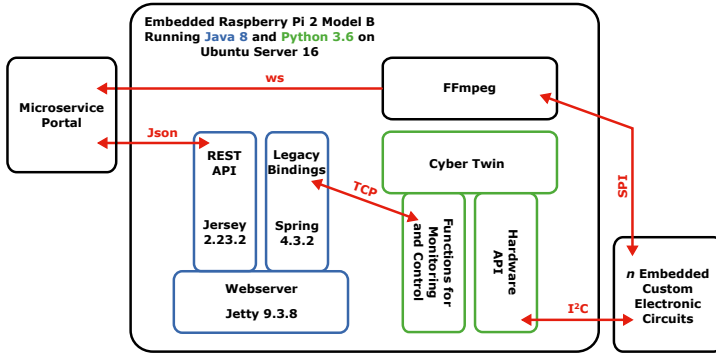 Embedded Raspberry Pi 2 Model B
Running Java 8 and Python 3.6 on
Ubuntu Server 16
Microservice
Portal
ws
FFmpeg
Json
REST
API
Jersey
2.23.2
Legacy
Bindings
Spring
4.3.2
TCP
Cyber Twin
Functions for
Monitoring
and Control
Hardware
API
SPI
Webserver
Jetty 9.3.8
I²C
n Embedded
Custom
Electronic
Circuits